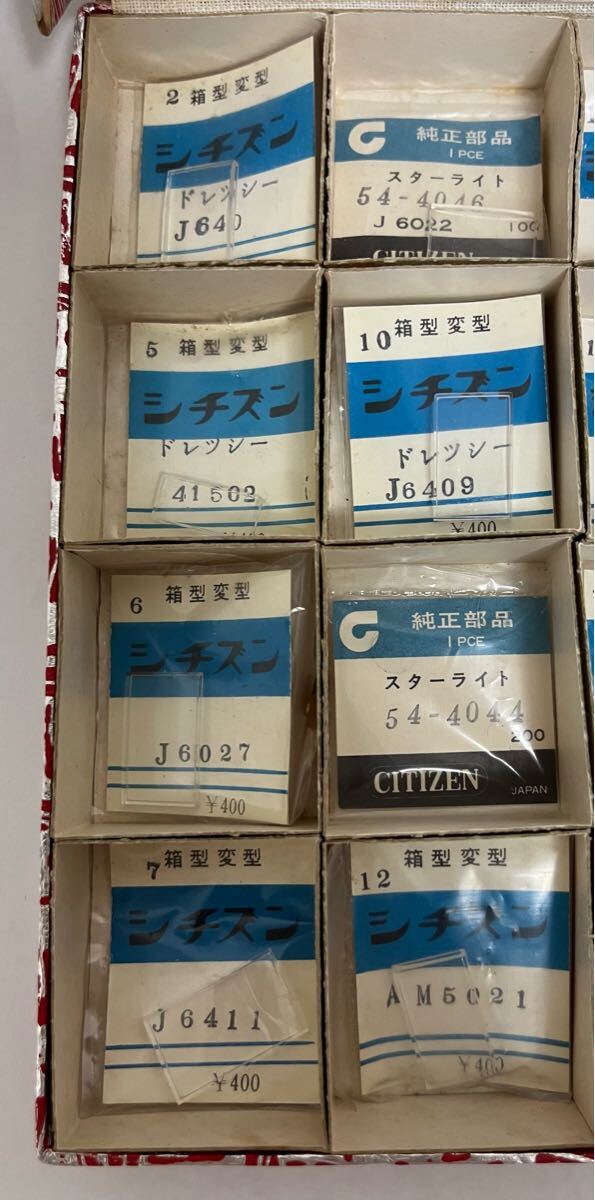 2 箱型変型
シチズン
ドレッシー
J640
純正部品
1 PCE
スターライト
54-4046
J 6022
100
CITIZEN
5 箱型変型
シチズン
ドレッシー
41502
10 箱型変型
シチズン
ドレッシー
J6409
¥400
6 箱型変型
シチズン
J6027
¥400
純正部品
1 PCE
スターライト
54-4044
200
CITIZEN
JAPAN
7 箱型変型
シチズン
J6411
¥400
箱型変型
12
シチズン
AM5021
¥400